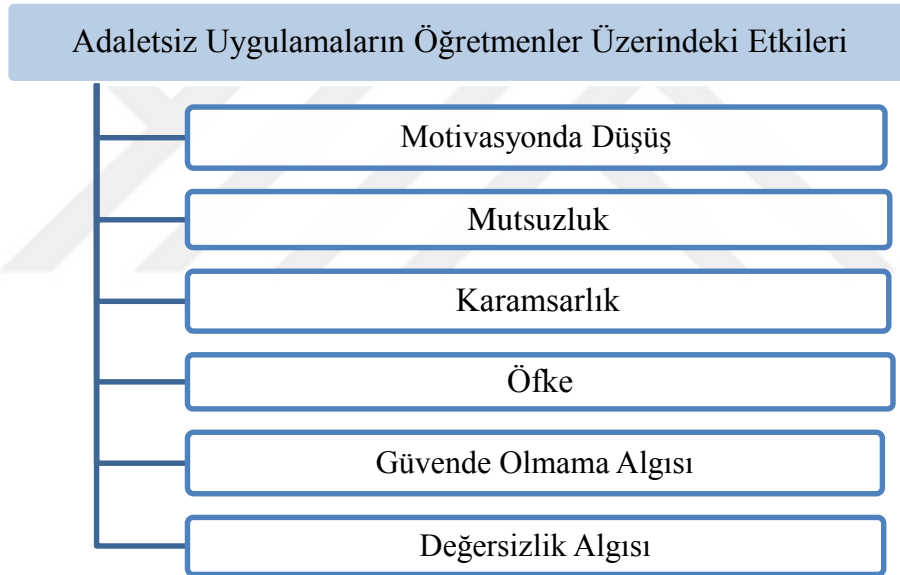 Adaletsiz Uygulamaların Öğretmenler Üzerindeki Etkileri
Motivasyonda Düşüş
Mutsuzluk
Karamsarlık
Öfke
Güvende Olmama Algısı
Değersizlik Algısı